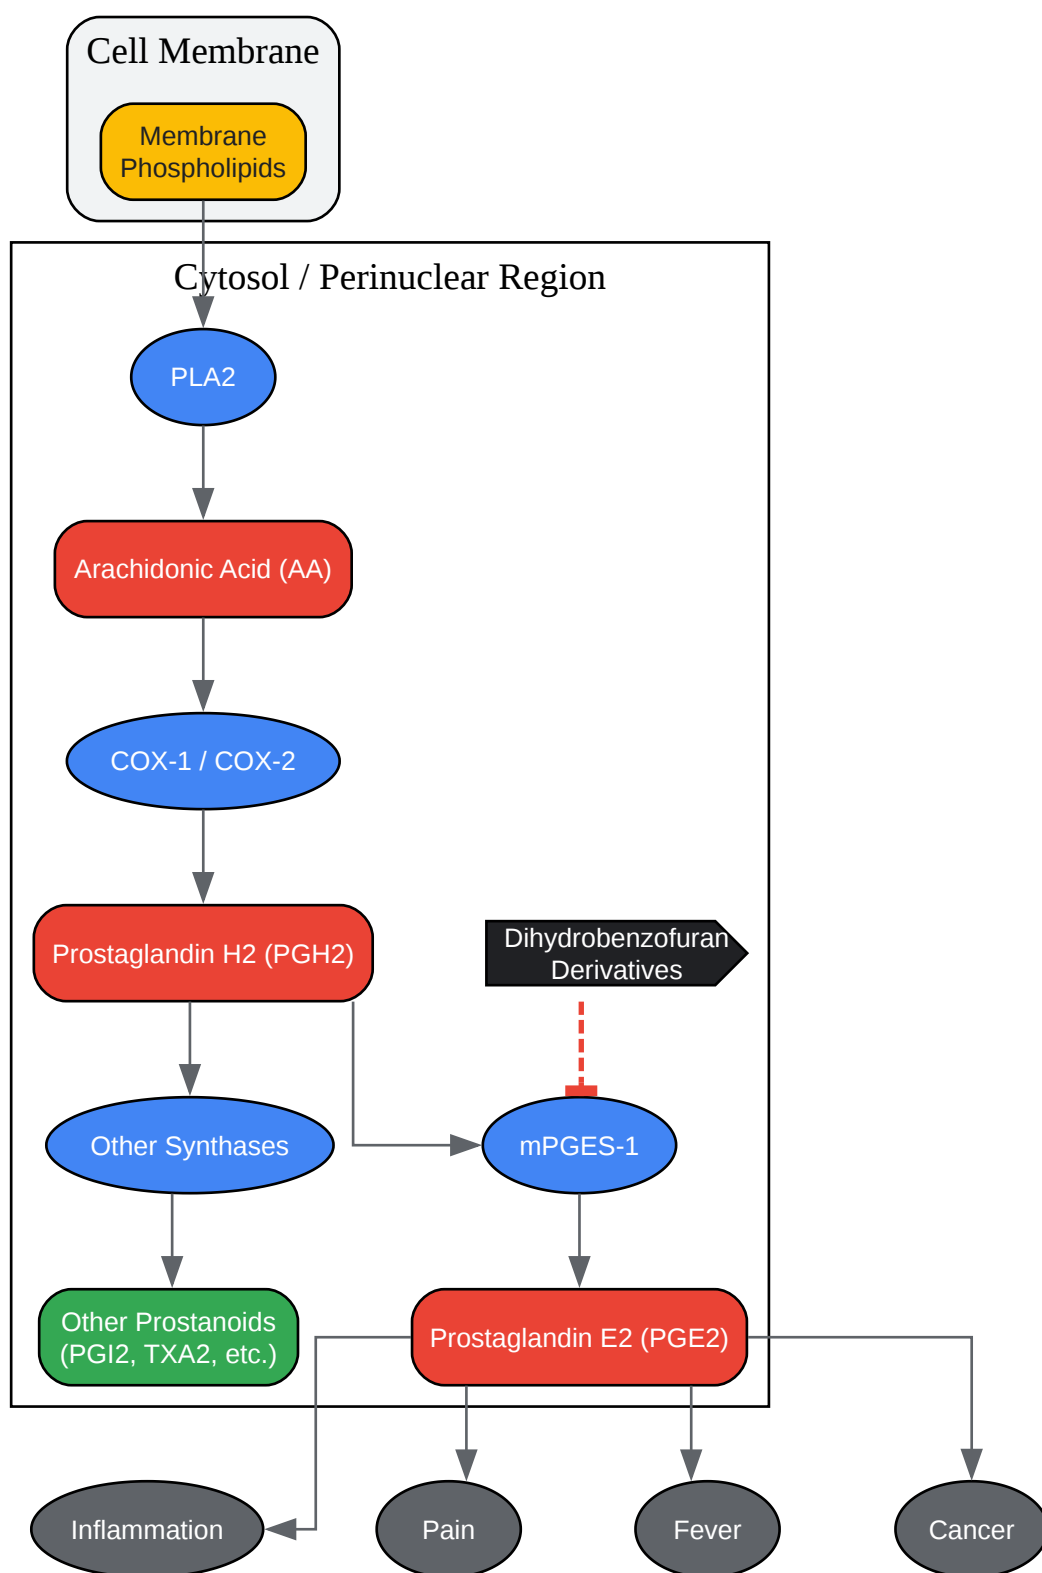 Cell Membrane
Membrane
Phospholipids
Cytosol / Perinuclear Region
PLA2
Arachidonic Acid (AA)
COX-1 / COX-2
Prostaglandin H2 (PGH2)
Dihydrobenzofuran
Derivatives
Other Synthases
mPGES-1
Other Prostanoids
(PGI2, TXA2, etc.)
Prostaglandin E2 (PGE2)
Inflammation
Pain
Fever
Cancer